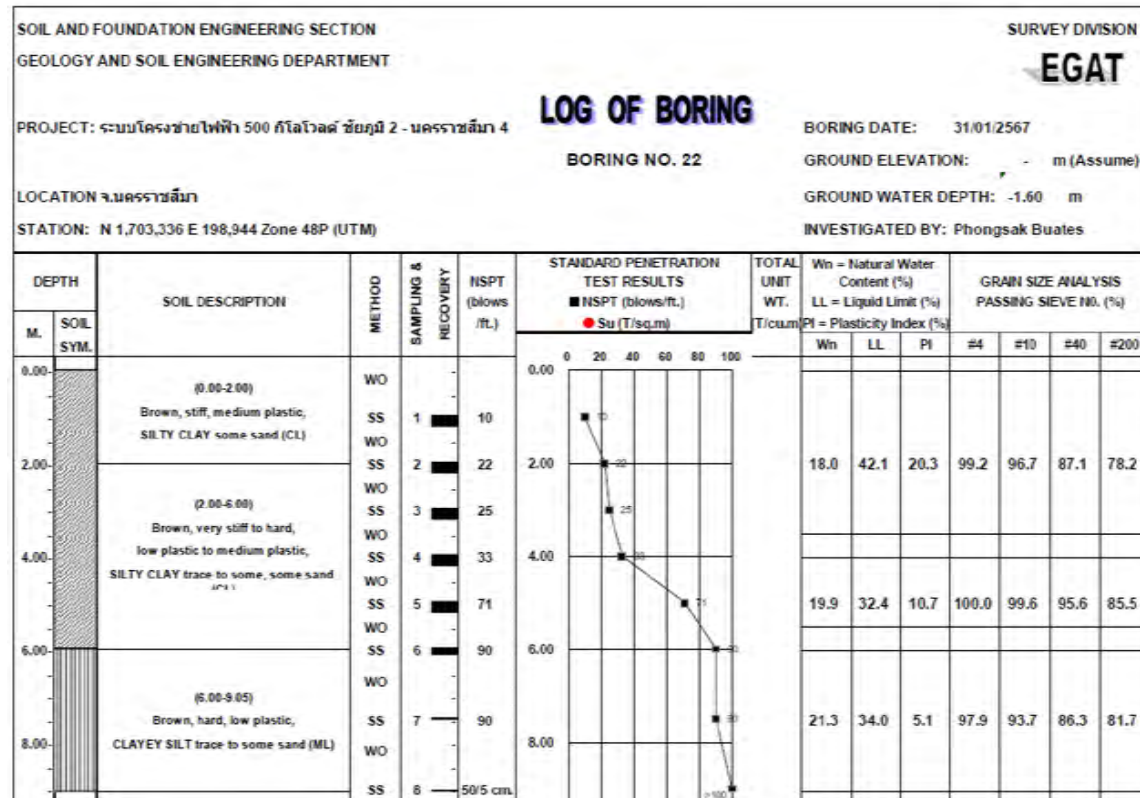 SOIL AND FOUNDATION ENGINEERING SECTION
SURVEY DIVISION
GEOLOGY AND SOIL ENGINEERING DEPARTMENT
EGAT
LOG OF BORING
PROJECT: ระบบโครงข่ายไฟฟ้า 500 กิโลโวลต์ ชัยภูมิ 2 - นครราชสีมา 4
BORING DATE: 31/01/2567
BORING NO. 22
GROUND ELEVATION: - m (Assume)
LOCATION จ.นครราชสีมา
GROUND WATER DEPTH: -1.60 m
STATION: N 1,703,336 E 198,944 Zone 48P (UTM)
INVESTIGATED BY: Phongsak Buates
DEPTH
M.
SOIL SYM.
SOIL DESCRIPTION
METHOD
SAMPLING & RECOVERY
NSPT (blows /ft.)
STANDARD PENETRATION
TEST RESULTS
■ NSPT (blows/ft.)
● Su (T/sq.m)
TOTAL UNIT WT. T/cu.m
Wn = Natural Water
Content (%)
LL = Liquid Limit (%)
PI = Plasticity Index (%)
GRAIN SIZE ANALYSIS
PASSING SIEVE N0. (%)
Wn LL PI #4 #10 #40 #200
0 20 40 60 80 100
0.00 0.00
WO
(0.00-2.00)
Brown, stiff, medium plastic,
SS 1 10 10
SILTY CLAY some sand (CL)
WO
2.00 SS 2 22 2.00 22 18.0 42.1 20.3 99.2 96.7 87.1 78.2
WO
(2.00-6.00)
SS 3 25 25
Brown, very stiff to hard,
WO
low plastic to medium plastic,
4.00 SS 4 33 4.00
SILTY CLAY trace to some, some sand
(CL)
WO
SS 5 71 71 19.9 32.4 10.7 100.0 99.6 95.6 85.5
WO
6.00 SS 6 90 6.00
WO
(6.00-9.05)
Brown, hard, low plastic,
SS 7 90 21.3 34.0 5.1 97.9 93.7 86.3 81.7
CLAYEY SILT trace to some sand (ML)
8.00 WO 8.00
SS 8 50/5 cm. >100